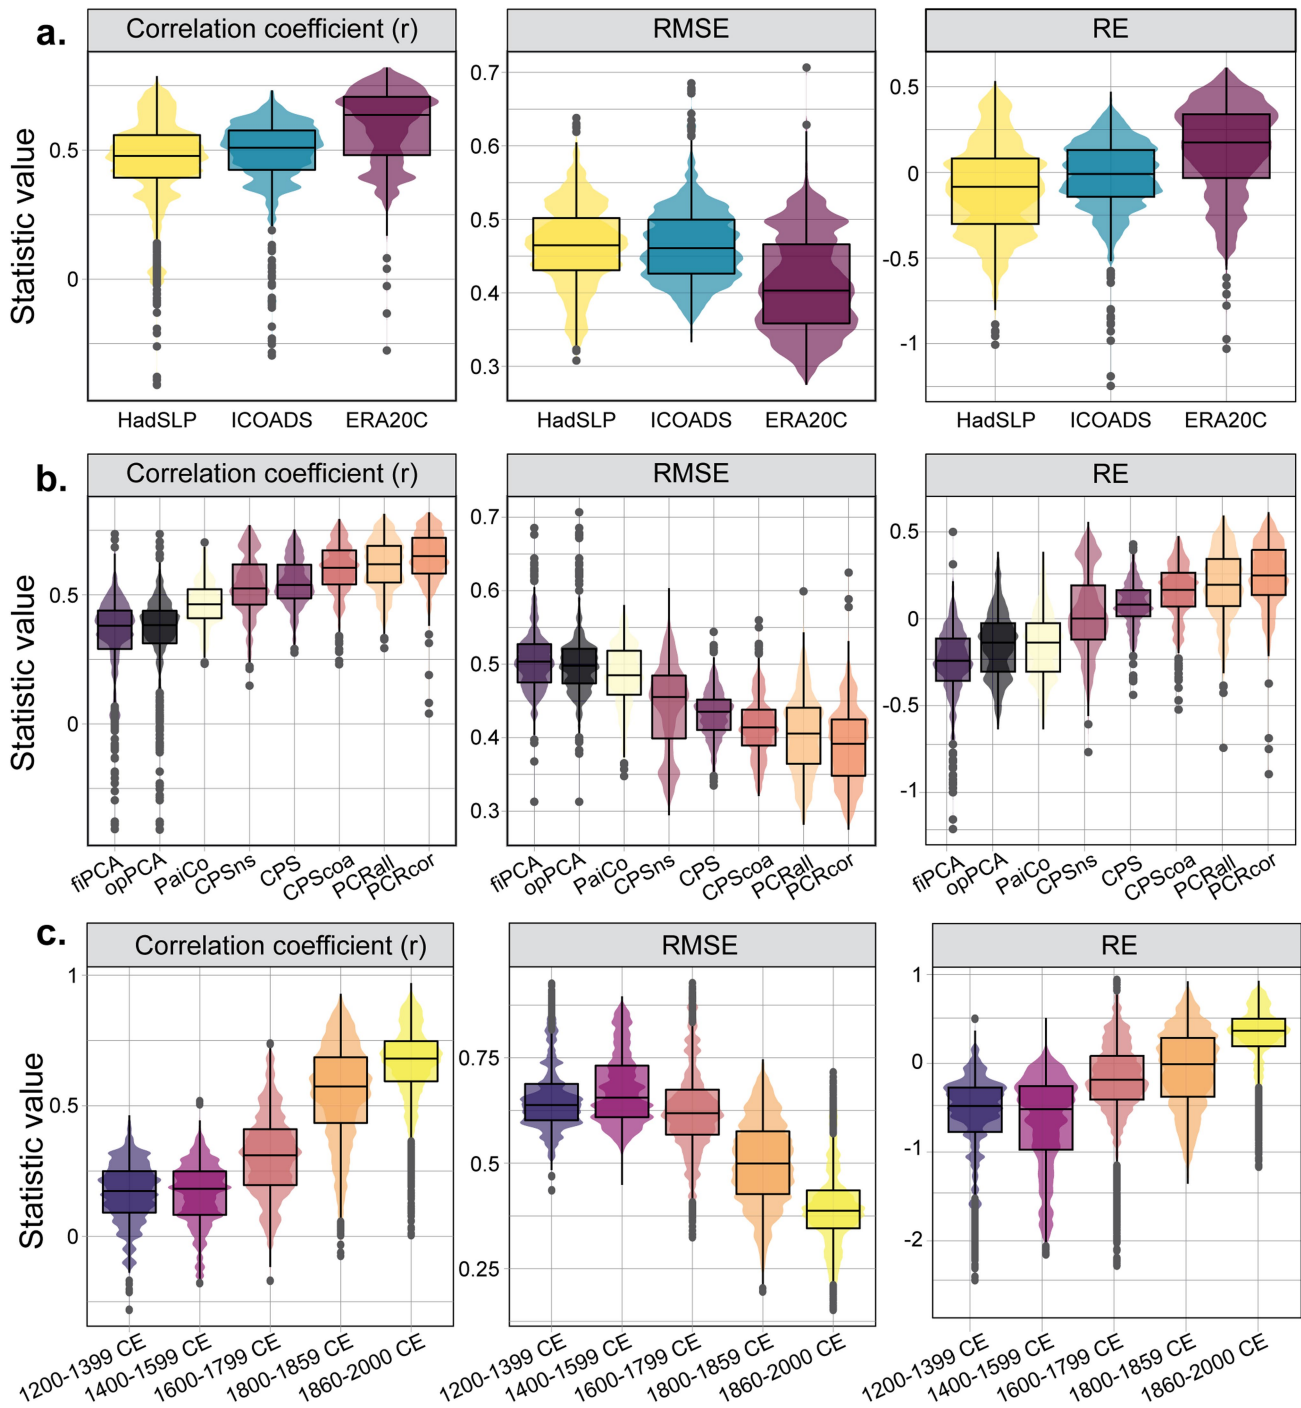 a.
Correlation coefficient (r)
RMSE
RE
Statistic value
0.5
0
0.7
0.6
0.5
0.4
0.3
0.5
0
-0.5
-1
HadSLP ICOADS ERA20C
HadSLP ICOADS ERA20C
HadSLP ICOADS ERA20C
b.
Correlation coefficient (r)
RMSE
RE
Statistic value
0.5
0
0.7
0.6
0.5
0.4
0.3
0.5
0
-0.5
-1
fiPCA opPCA PaiCo CPSns CPS CPScoa PCRall PCRcor
fiPCA opPCA PaiCo CPSns CPS CPScoa PCRall PCRcor
fiPCA opPCA PaiCo CPSns CPS CPScoa PCRall PCRcor
c.
Correlation coefficient (r)
RMSE
RE
Statistic value
1
0.5
0
0.75
0.5
0.25
1
0
-1
-2
1200-1399 CE 1400-1599 CE 1600-1799 CE 1800-1859 CE 1860-2000 CE
1200-1399 CE 1400-1599 CE 1600-1799 CE 1800-1859 CE 1860-2000 CE
1200-1399 CE 1400-1599 CE 1600-1799 CE 1800-1859 CE 1860-2000 CE